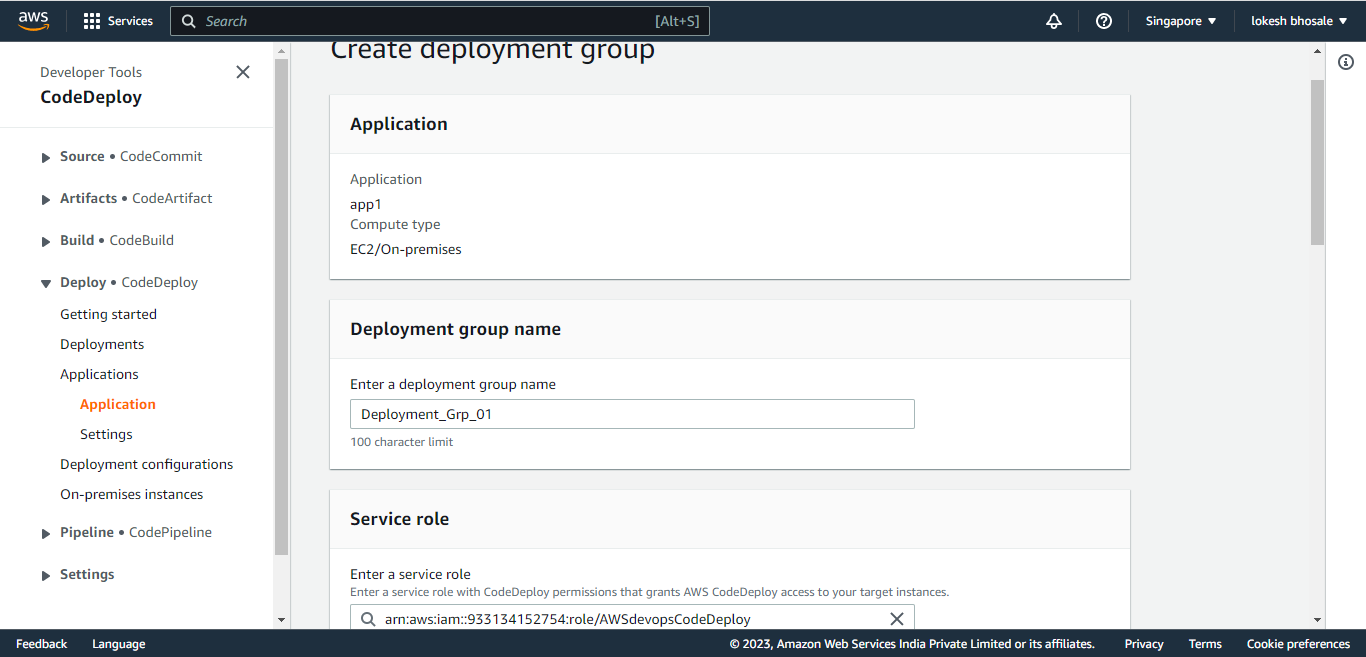 aws
Services
Search
[Alt+S]
Singapore
lokesh bhosale
Developer Tools
CodeDeploy
Source • CodeCommit
Artifacts • CodeArtifact
Build • CodeBuild
Deploy • CodeDeploy
Getting started
Deployments
Applications
Application
Settings
Deployment configurations
On-premises instances
Pipeline • CodePipeline
Settings
Create deployment group
Application
Application
app1
Compute type
EC2/On-premises
Deployment group name
Enter a deployment group name
Deployment_Grp_01
100 character limit
Service role
Enter a service role
Enter a service role with CodeDeploy permissions that grants AWS CodeDeploy access to your target instances.
arn:aws:iam::933134152754:role/AWSdevopsCodeDeploy
Feedback
Language
© 2023, Amazon Web Services India Private Limited or its affiliates.
Privacy
Terms
Cookie preferences